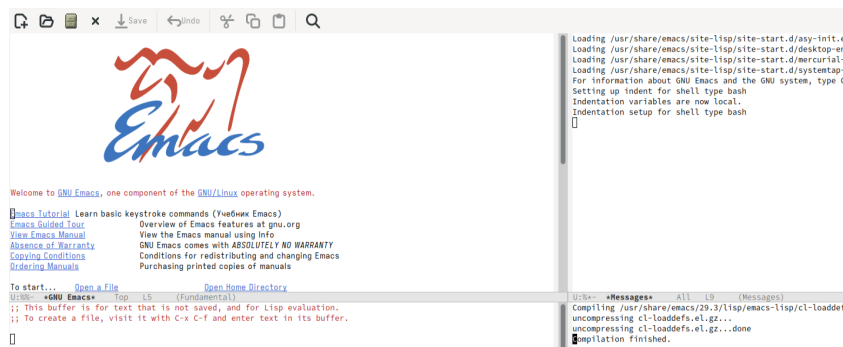 Save
Undo
Emacs
Welcome to GNU Emacs, one component of the GNU/Linux operating system.
Emacs Tutorial Learn basic keystroke commands (Учебник Emacs)
Emacs Guided Tour Overview of Emacs features at gnu.org
View Emacs Manual View the Emacs manual using Info
Absence of Warranty GNU Emacs comes with ABSOLUTELY NO WARRANTY
Copying Conditions Conditions for redistributing and changing Emacs
Ordering Manuals Purchasing printed copies of manuals
To start... Open a File Open Home Directory
U:%%- *GNU Emacs* Top L5 (Fundamental)
;; This buffer is for text that is not saved, and for Lisp evaluation.
;; To create a file, visit it with C-x C-f and enter text in its buffer.
Loading /usr/share/emacs/site-lisp/site-start.d/asy-init.e
Loading /usr/share/emacs/site-lisp/site-start.d/desktop-en
Loading /usr/share/emacs/site-lisp/site-start.d/mercurial-
Loading /usr/share/emacs/site-lisp/site-start.d/systemtap-
For information about GNU Emacs and the GNU system, type C
Setting up indent for shell type bash
Indentation variables are now local.
Indentation setup for shell type bash
U:%*- *Messages* All L9 (Messages)
Compiling /usr/share/emacs/29.3/lisp/emacs-lisp/cl-loaddef
uncompressing cl-loaddefs.el.gz...
uncompressing cl-loaddefs.el.gz...done
Compilation finished.